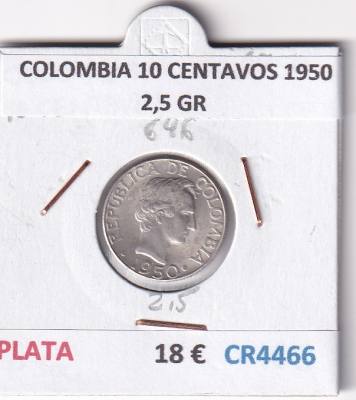 COLOMBIA 10 CENTAVOS 1950
2,5 GR
646
REPUBLICA DE COLOMBIA
1950
2,5
PLATA 18 € CR4466